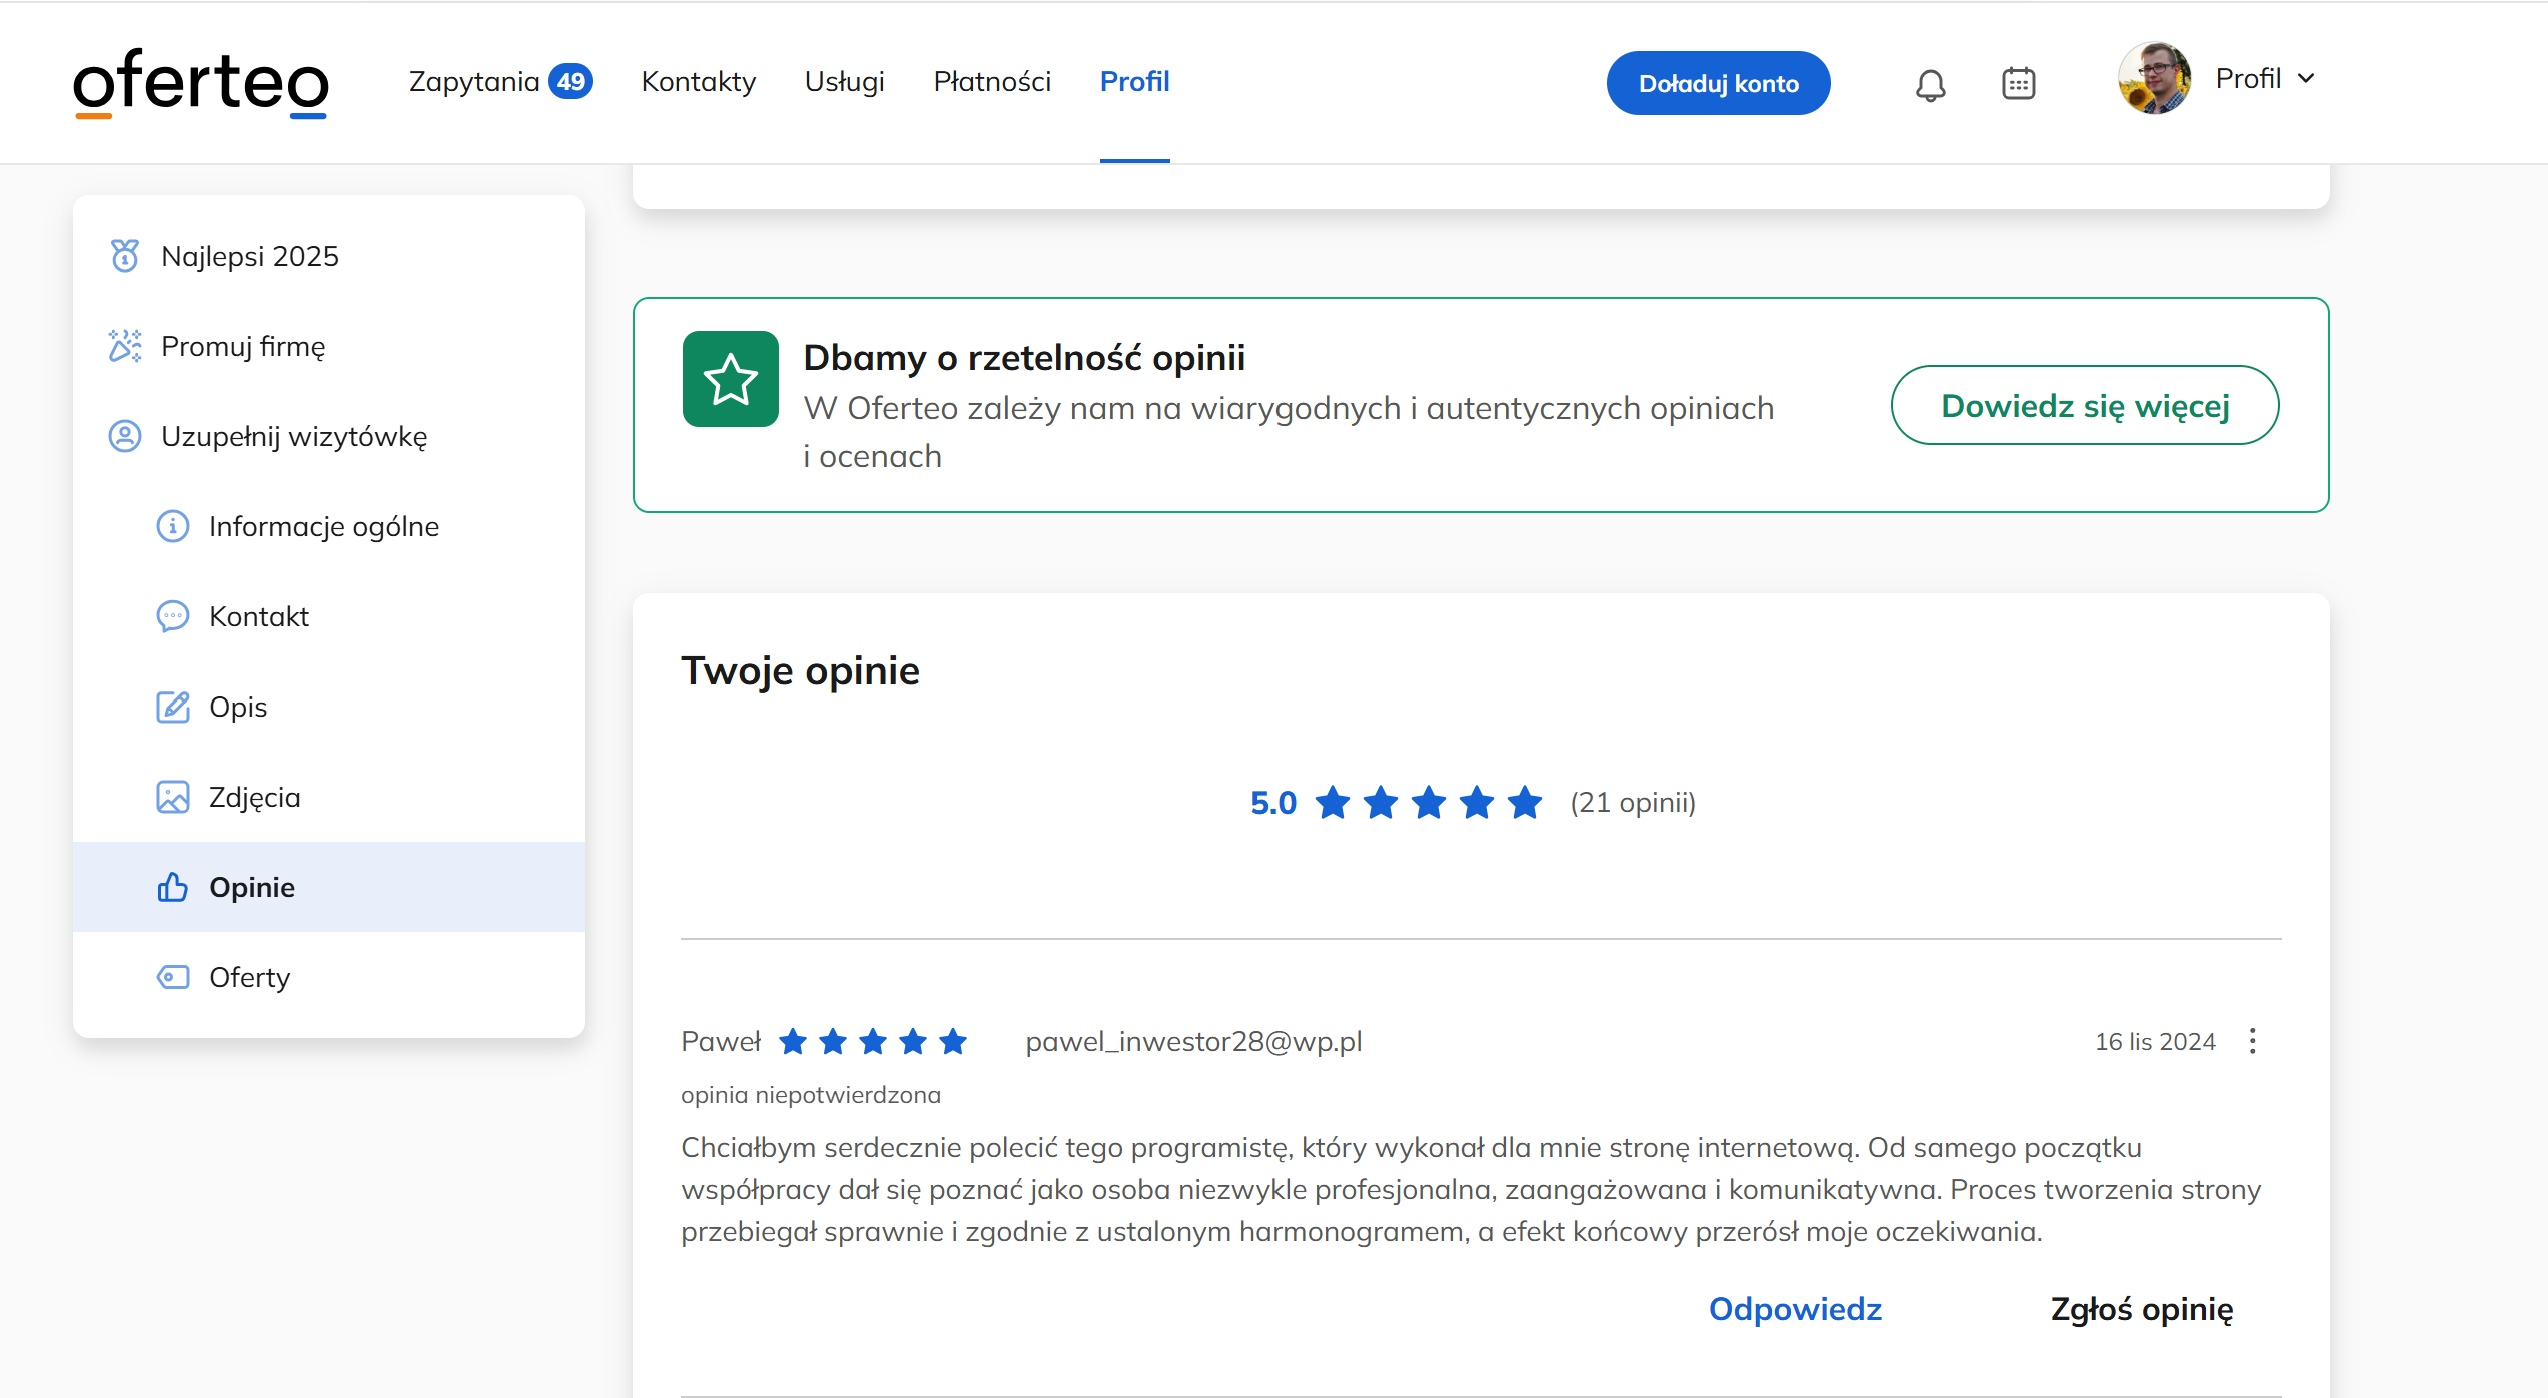 oferteo
Zapytania 49 Kontakty Usługi Płatności Profil Doładuj konto Profil
Najlepsi 2025
Promuj firmę
Uzupełnij wizytówkę
Informacje ogólne
Kontakt
Opis
Zdjęcia
Opinie
Oferty
Dbamy o rzetelność opinii
W Oferteo zależy nam na wiarygodnych i autentycznych opiniach
i ocenach
Dowiedz się więcej
Twoje opinie
5.0 (21 opinii)
Paweł pawel_inwestor28@wp.pl 16 lis 2024
opinia niepotwierdzona
Chciałbym serdecznie polecić tego programistę, który wykonał dla mnie stronę internetową. Od samego początku
współpracy dał się poznać jako osoba niezwykle profesjonalna, zaangażowana i komunikatywna. Proces tworzenia strony
przebiegał sprawnie i zgodnie z ustalonym harmonogramem, a efekt końcowy przerósł moje oczekiwania.
Odpowiedz Zgłoś opinię